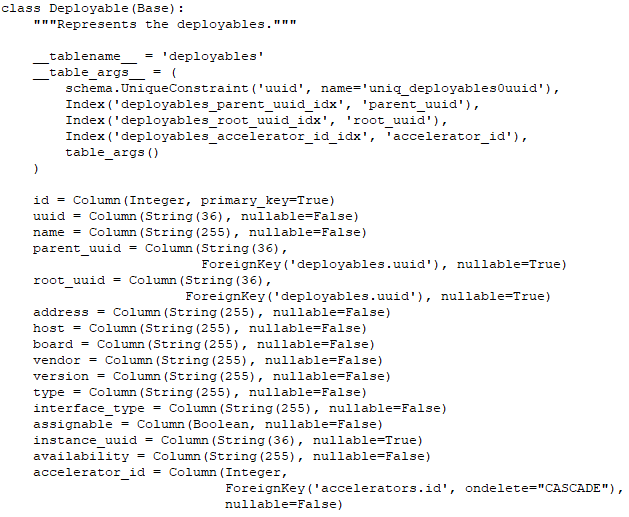 class Deployable(Base):
    """Represents the deployables."""

    __tablename__ = 'deployables'
    __table_args__ = (
        schema.UniqueConstraint('uuid', name='uniq_deployables0uuid'),
        Index('deployables_parent_uuid_idx', 'parent_uuid'),
        Index('deployables_root_uuid_idx', 'root_uuid'),
        Index('deployables_accelerator_id_idx', 'accelerator_id'),
        table_args()
    )

    id = Column(Integer, primary_key=True)
    uuid = Column(String(36), nullable=False)
    name = Column(String(255), nullable=False)
    parent_uuid = Column(String(36),
                         ForeignKey('deployables.uuid'), nullable=True)
    root_uuid = Column(String(36),
                       ForeignKey('deployables.uuid'), nullable=True)
    address = Column(String(255), nullable=False)
    host = Column(String(255), nullable=False)
    board = Column(String(255), nullable=False)
    vendor = Column(String(255), nullable=False)
    version = Column(String(255), nullable=False)
    type = Column(String(255), nullable=False)
    interface_type = Column(String(255), nullable=False)
    assignable = Column(Boolean, nullable=False)
    instance_uuid = Column(String(36), nullable=True)
    availability = Column(String(255), nullable=False)
    accelerator_id = Column(Integer,
                            ForeignKey('accelerators.id', ondelete="CASCADE"),
                            nullable=False)